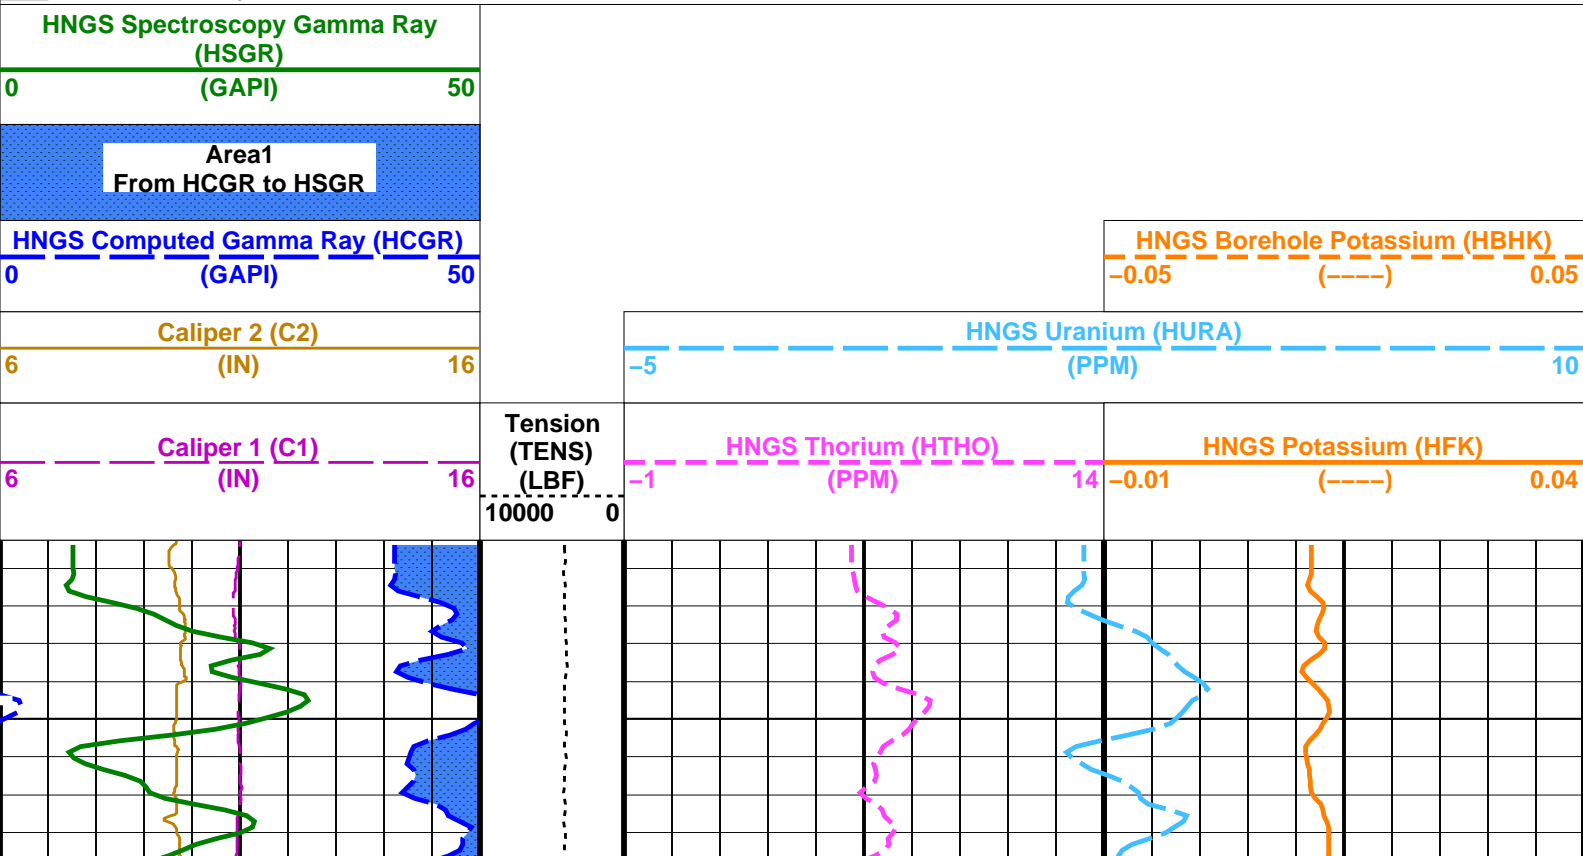 HNGS Spectroscopy Gamma Ray
(HSGR)
0 (GAPI) 50
Area1
From HCGR to HSGR
HNGS Computed Gamma Ray (HCGR)
0 (GAPI) 50
HNGS Borehole Potassium (HBHK)
−0.05 (−−−−) 0.05
Caliper 2 (C2)
6 (IN) 16
HNGS Uranium (HURA)
−5 (PPM) 10
Caliper 1 (C1)
6 (IN) 16
Tension
(TENS)
(LBF)
10000 0
HNGS Thorium (HTHO)
−1 (PPM) 14
HNGS Potassium (HFK)
−0.01 (−−−−) 0.04